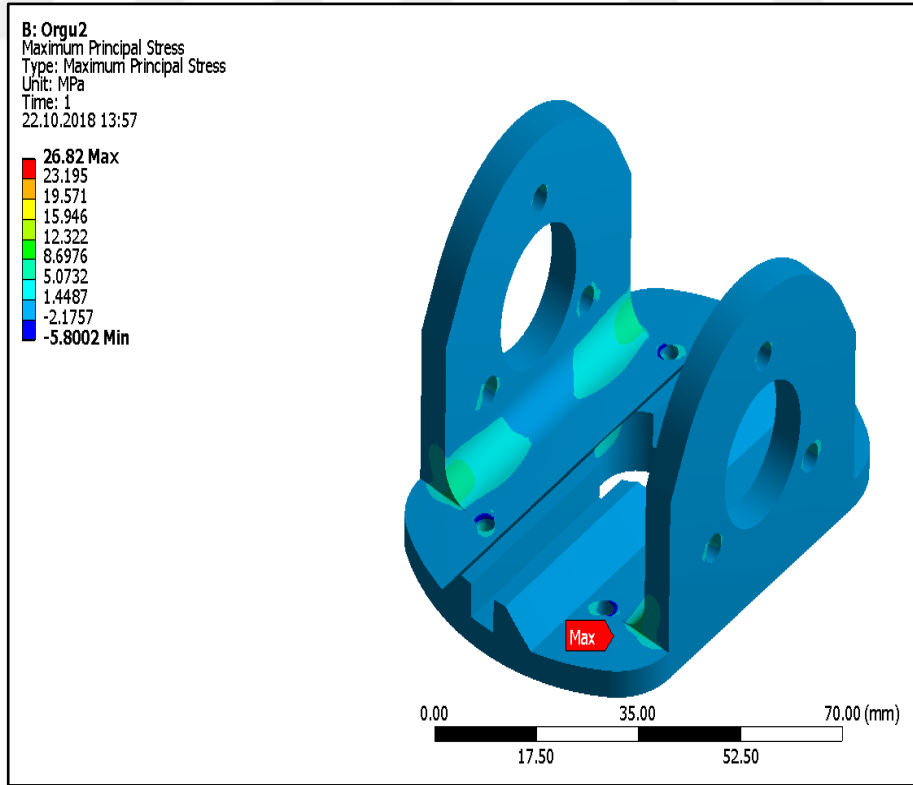 B: Orgu2
Maximum Principal Stress
Type: Maximum Principal Stress
Unit: MPa
Time: 1
22.10.2018 13:57
26.82 Max
23.195
19.571
15.946
12.322
8.6976
5.0732
1.4487
-2.1757
-5.8002 Min
Max
0.00 35.00 70.00 (mm)
17.50 52.50